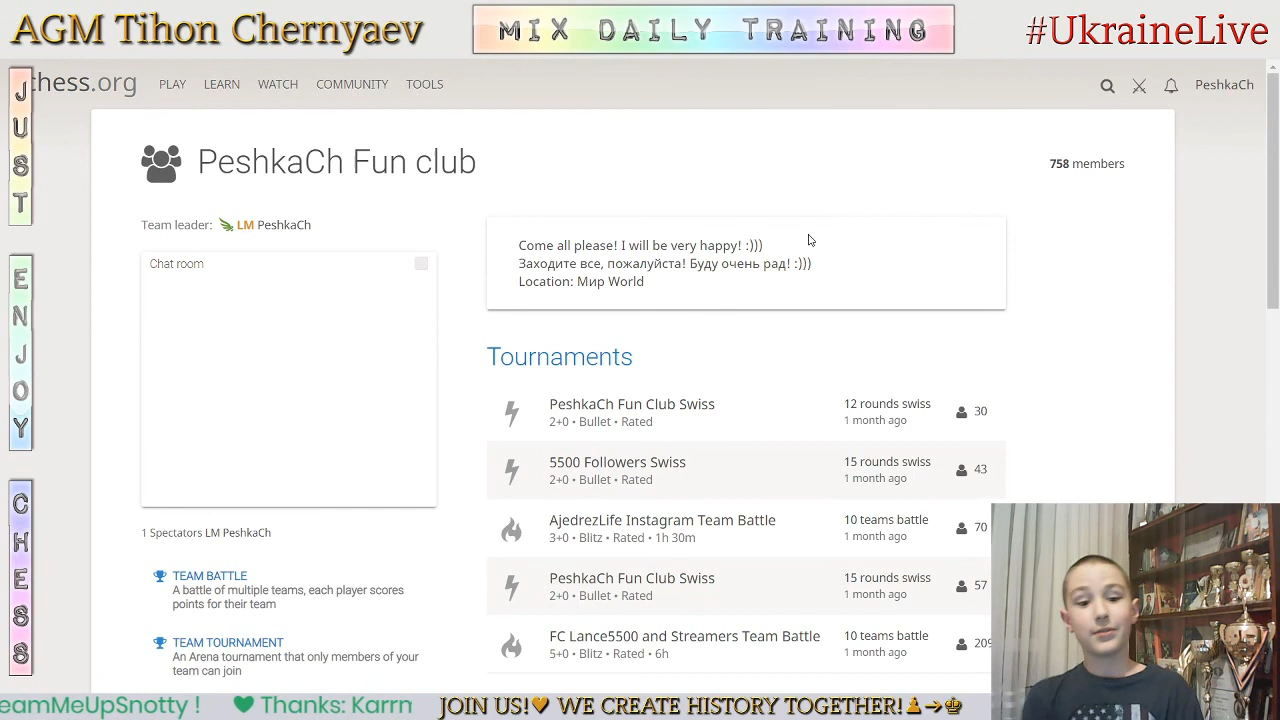 AGM Tihon Chernyaev
MIX DAILY TRAINING
#UkraineLive
chess.org
PLAY
LEARN
WATCH
COMMUNITY
TOOLS
PeshkaCh
JUST
ENJOY
CHESS
PeshkaCh Fun club
758 members
Team leader: LM PeshkaCh
Chat room
1 Spectators LM PeshkaCh
TEAM BATTLE
A battle of multiple teams, each player scores
points for their team
TEAM TOURNAMENT
An Arena tournament that only members of your
team can join
Come all please! I will be very happy! :)))
Заходите все, пожалуйста! Буду очень рад! :)))
Location: Мир World
Tournaments
PeshkaCh Fun Club Swiss
2+0 • Bullet • Rated
12 rounds swiss
1 month ago
30
5500 Followers Swiss
2+0 • Bullet • Rated
15 rounds swiss
1 month ago
43
AjedrezLife Instagram Team Battle
3+0 • Blitz • Rated • 1h 30m
10 teams battle
1 month ago
70
PeshkaCh Fun Club Swiss
2+0 • Bullet • Rated
15 rounds swiss
1 month ago
57
FC Lance5500 and Streamers Team Battle
5+0 • Blitz • Rated • 6h
10 teams battle
1 month ago
eamMeUpSnotty !
💚 Thanks: Karrn
JOIN US!🧡 WE CREATE HISTORY TOGETHER!♟→♚